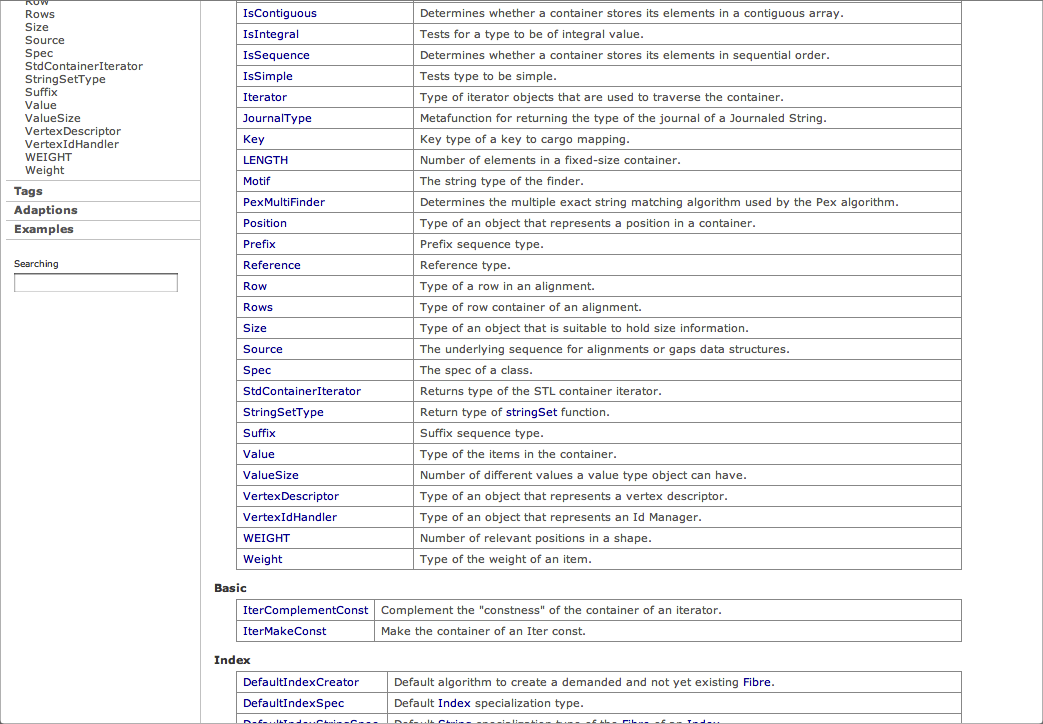 Row
Rows
Size
Source
Spec
StdContainerIterator
StringSetType
Suffix
Value
ValueSize
VertexDescriptor
VertexIdHandler
WEIGHT
Weight
Tags
Adaptions
Examples
Searching
IsContiguous Determines whether a container stores its elements in a contiguous array.
IsIntegral Tests for a type to be of integral value.
IsSequence Determines whether a container stores its elements in sequential order.
IsSimple Tests type to be simple.
Iterator Type of iterator objects that are used to traverse the container.
JournalType Metafunction for returning the type of the journal of a Journaled String.
Key Key type of a key to cargo mapping.
LENGTH Number of elements in a fixed-size container.
Motif The string type of the finder.
PexMultiFinder Determines the multiple exact string matching algorithm used by the Pex algorithm.
Position Type of an object that represents a position in a container.
Prefix Prefix sequence type.
Reference Reference type.
Row Type of a row in an alignment.
Rows Type of row container of an alignment.
Size Type of an object that is suitable to hold size information.
Source The underlying sequence for alignments or gaps data structures.
Spec The spec of a class.
StdContainerIterator Returns type of the STL container iterator.
StringSetType Return type of stringSet function.
Suffix Suffix sequence type.
Value Type of the items in the container.
ValueSize Number of different values a value type object can have.
VertexDescriptor Type of an object that represents a vertex descriptor.
VertexIdHandler Type of an object that represents an Id Manager.
WEIGHT Number of relevant positions in a shape.
Weight Type of the weight of an item.
Basic
IterComplementConst Complement the "constness" of the container of an iterator.
IterMakeConst Make the container of an Iter const.
Index
DefaultIndexCreator Default algorithm to create a demanded and not yet existing Fibre.
DefaultIndexSpec Default Index specialization type.
DefaultIndexStringSpec Default String specialization type of the Fibre of an Index.